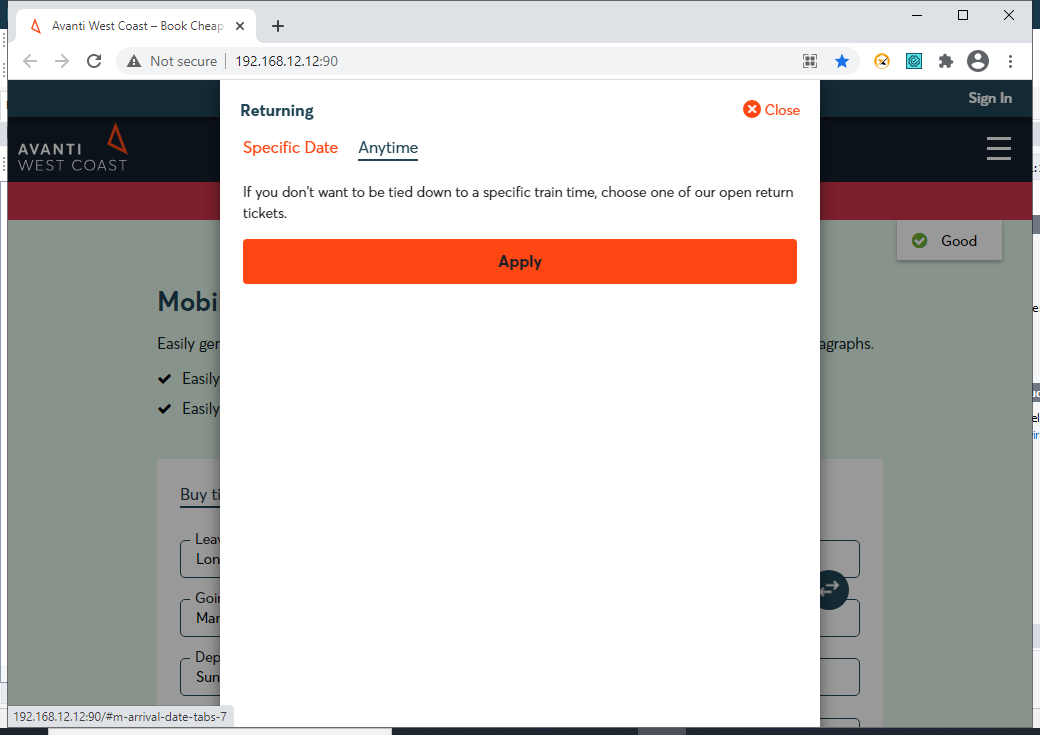 Avanti West Coast – Book Cheap
Not secure
192.168.12.12:90
Sign In
AVANTI
WEST COAST
Returning
Close
Specific Date
Anytime
If you don't want to be tied down to a specific train time, choose one of our open return
tickets.
Apply
Good
Mobi
Easily ger
agraphs.
Easily
Easily
Buy ti
Leav
Lon
Goin
Man
Dep
Sun
192.168.12.12:90/#m-arrival-date-tabs-7